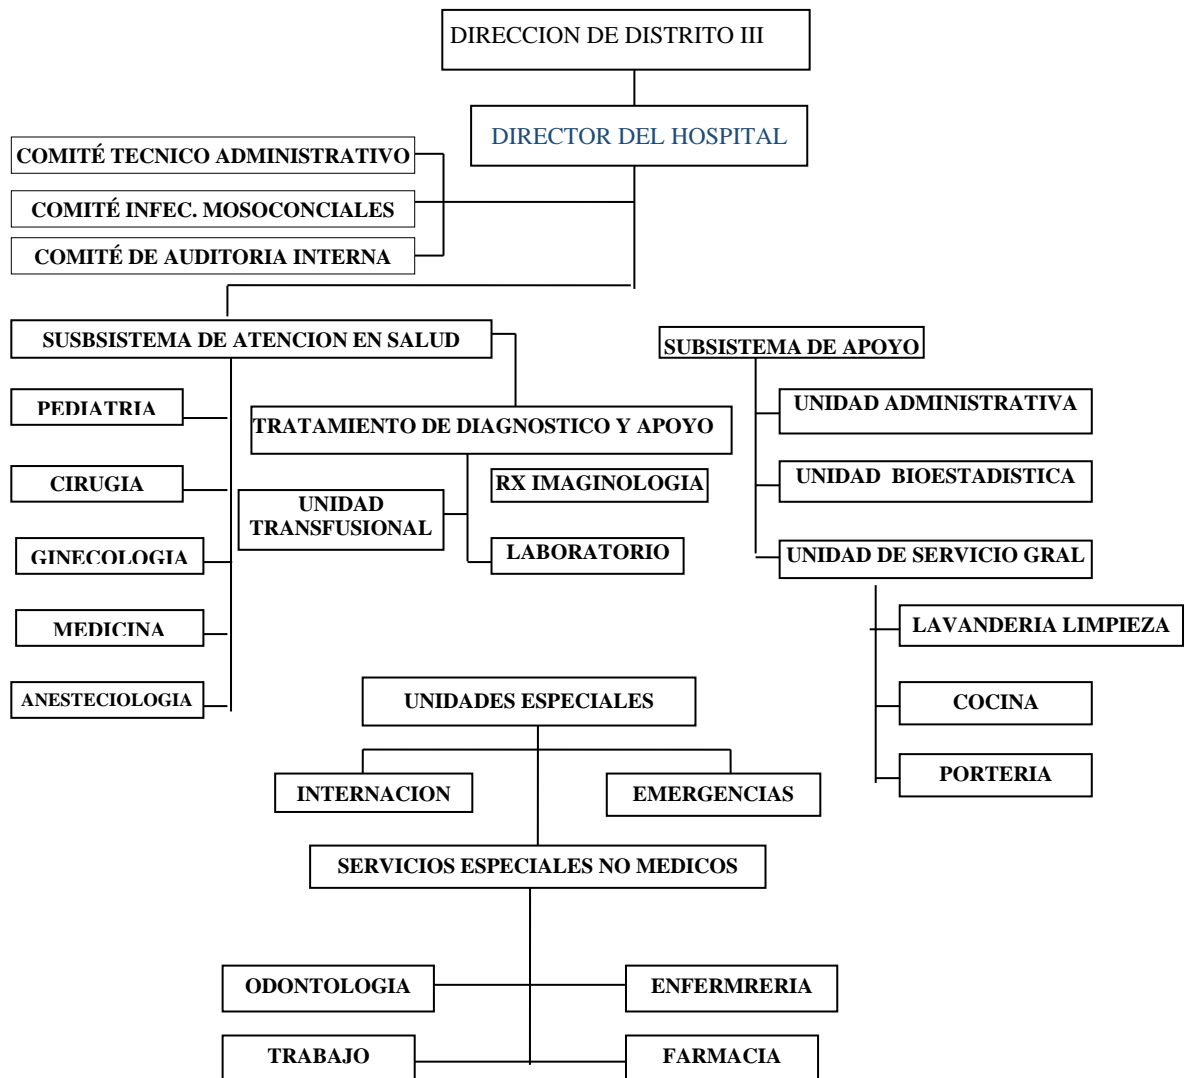 DIRECCION DE DISTRITO III
DIRECTOR DEL HOSPITAL
COMITÉ TECNICO ADMINISTRATIVO
COMITÉ INFEC. MOSOCONCIALES
COMITÉ DE AUDITORIA INTERNA
SUSBSISTEMA DE ATENCION EN SALUD
SUBSISTEMA DE APOYO
PEDIATRIA
CIRUGIA
GINECOLOGIA
MEDICINA
ANESTECIOLOGIA
TRATAMIENTO DE DIAGNOSTICO Y APOYO
RX IMAGINOLOGIA
UNIDAD
TRANSFUSIONAL
LABORATORIO
UNIDAD ADMINISTRATIVA
UNIDAD BIOESTADISTICA
UNIDAD DE SERVICIO GRAL
LAVANDERIA LIMPIEZA
COCINA
PORTERIA
UNIDADES ESPECIALES
INTERNACION
EMERGENCIAS
SERVICIOS ESPECIALES NO MEDICOS
ODONTOLOGIA
ENFERMRERIA
TRABAJO
FARMACIA